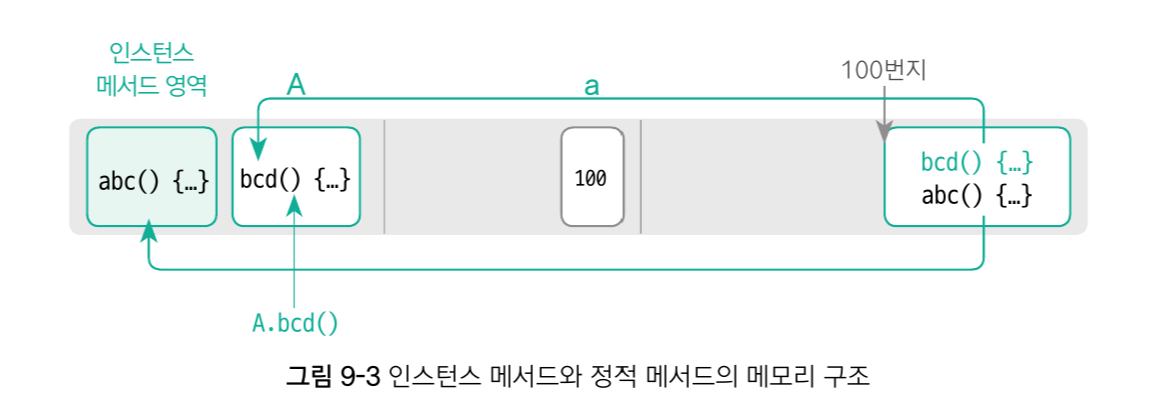 인스턴스
메서드 영역
A
a
100번지
abc() {…}
bcd() {…}
100
bcd() {…}
abc() {…}
A.bcd()
그림 9-3 인스턴스 메서드와 정적 메서드의 메모리 구조